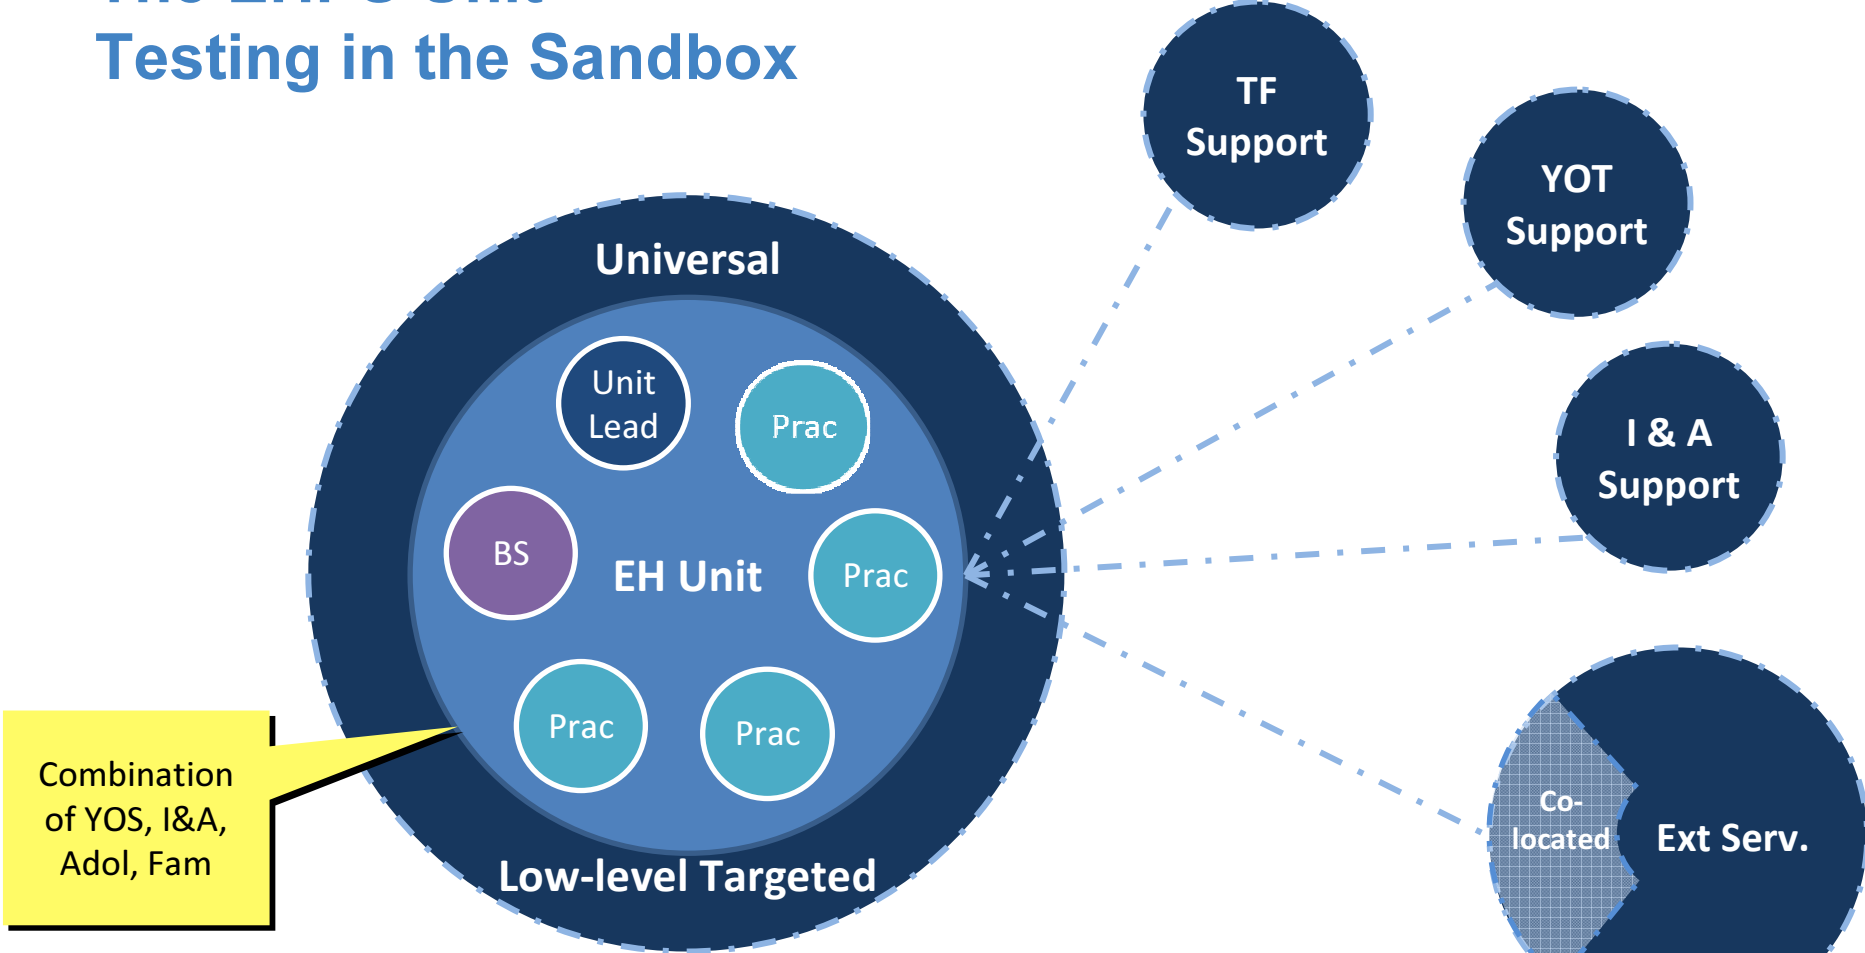 Testing in the Sandbox
TF
Support
YOT
Support
I & A
Support
Universal
Unit
Lead
Prac
BS
EH Unit
Prac
Prac
Prac
Low-level Targeted
Combination
of YOS, I&A,
Adol, Fam
Co-
located
Ext Serv.